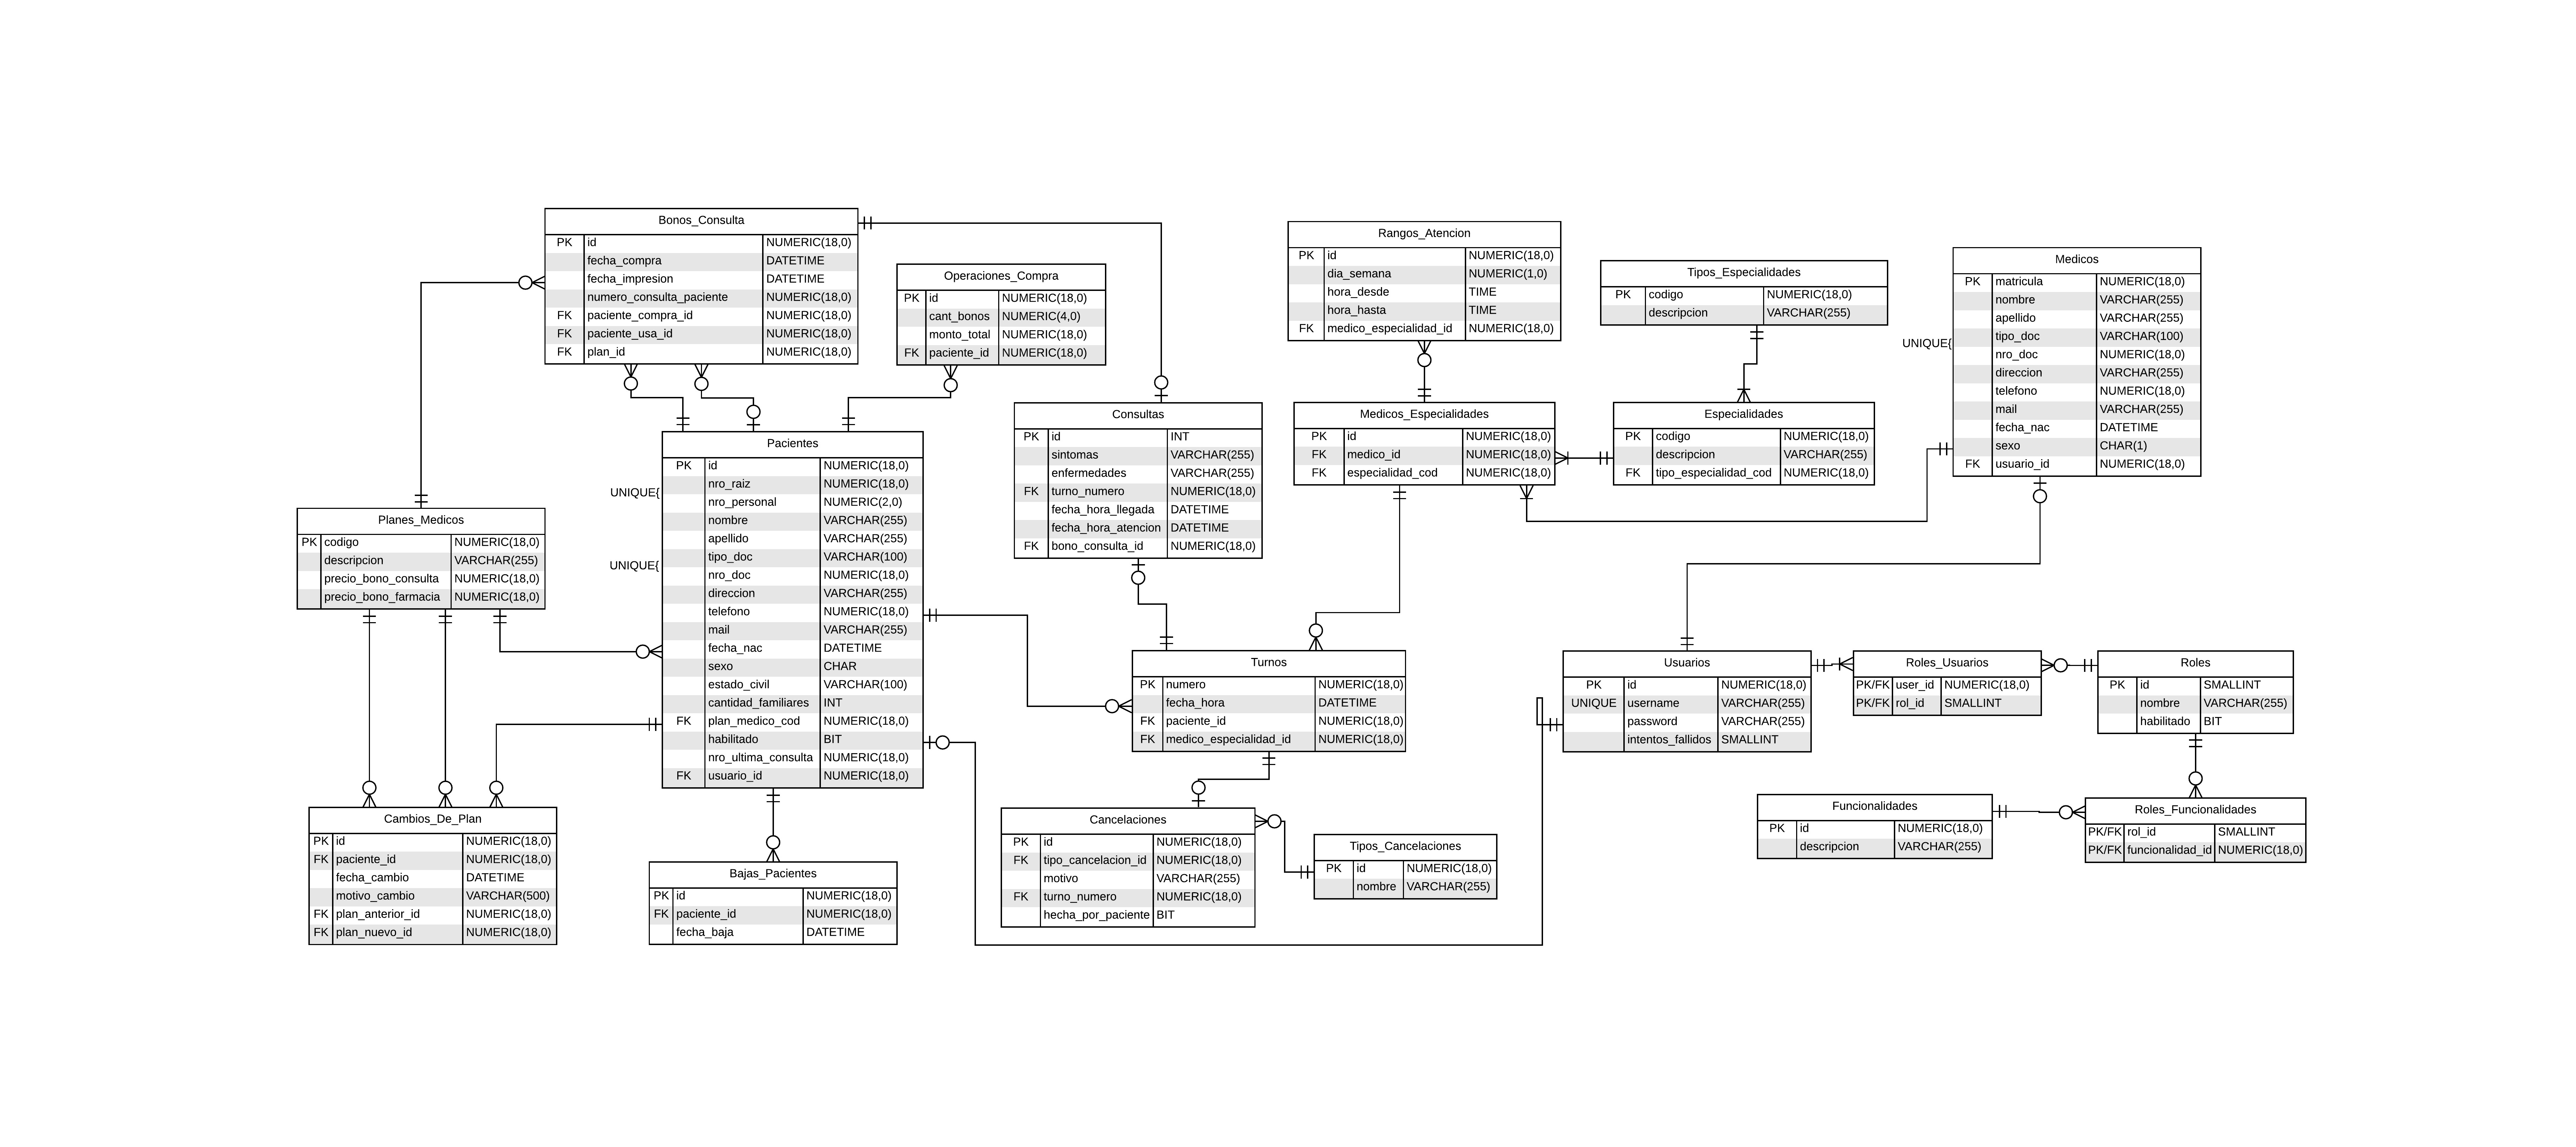 Bonos_Consulta
PK id NUMERIC(18,0)
fecha_compra DATETIME
fecha_impresion DATETIME
numero_consulta_paciente NUMERIC(18,0)
FK paciente_compra_id NUMERIC(18,0)
FK paciente_usa_id NUMERIC(18,0)
FK plan_id NUMERIC(18,0)
Operaciones_Compra
PK id NUMERIC(18,0)
cant_bonos NUMERIC(4,0)
monto_total NUMERIC(18,0)
FK paciente_id NUMERIC(18,0)
Rangos_Atencion
PK id NUMERIC(18,0)
dia_semana NUMERIC(1,0)
hora_desde TIME
hora_hasta TIME
FK medico_especialidad_id NUMERIC(18,0)
Tipos_Especialidades
PK codigo NUMERIC(18,0)
descripcion VARCHAR(255)
Medicos
PK matricula NUMERIC(18,0)
nombre VARCHAR(255)
apellido VARCHAR(255)
tipo_doc VARCHAR(100)
UNIQUE{
nro_doc NUMERIC(18,0)
direccion VARCHAR(255)
telefono NUMERIC(18,0)
mail VARCHAR(255)
fecha_nac DATETIME
sexo CHAR(1)
FK usuario_id NUMERIC(18,0)
Consultas
PK id INT
sintomas VARCHAR(255)
enfermedades VARCHAR(255)
FK turno_numero NUMERIC(18,0)
fecha_hora_llegada DATETIME
fecha_hora_atencion DATETIME
FK bono_consulta_id NUMERIC(18,0)
Medicos_Especialidades
PK id NUMERIC(18,0)
FK medico_id NUMERIC(18,0)
FK especialidad_cod NUMERIC(18,0)
Especialidades
PK codigo NUMERIC(18,0)
descripcion VARCHAR(255)
FK tipo_especialidad_cod NUMERIC(18,0)
Pacientes
PK id NUMERIC(18,0)
nro_raiz NUMERIC(18,0)
UNIQUE{
nro_personal NUMERIC(2,0)
nombre VARCHAR(255)
apellido VARCHAR(255)
tipo_doc VARCHAR(100)
UNIQUE{
nro_doc NUMERIC(18,0)
direccion VARCHAR(255)
telefono NUMERIC(18,0)
mail VARCHAR(255)
fecha_nac DATETIME
sexo CHAR
estado_civil VARCHAR(100)
cantidad_familiares INT
FK plan_medico_cod NUMERIC(18,0)
habilitado BIT
nro_ultima_consulta NUMERIC(18,0)
FK usuario_id NUMERIC(18,0)
Planes_Medicos
PK codigo NUMERIC(18,0)
descripcion VARCHAR(255)
precio_bono_consulta NUMERIC(18,0)
precio_bono_farmacia NUMERIC(18,0)
Turnos
PK numero NUMERIC(18,0)
fecha_hora DATETIME
FK paciente_id NUMERIC(18,0)
FK medico_especialidad_id NUMERIC(18,0)
Usuarios
PK id NUMERIC(18,0)
UNIQUE username VARCHAR(255)
password VARCHAR(255)
intentos_fallidos SMALLINT
Roles_Usuarios
PK/FK user_id NUMERIC(18,0)
PK/FK rol_id SMALLINT
Roles
PK id SMALLINT
nombre VARCHAR(255)
habilitado BIT
Cambios_De_Plan
PK id NUMERIC(18,0)
FK paciente_id NUMERIC(18,0)
fecha_cambio DATETIME
motivo_cambio VARCHAR(500)
FK plan_anterior_id NUMERIC(18,0)
FK plan_nuevo_id NUMERIC(18,0)
Bajas_Pacientes
PK id NUMERIC(18,0)
FK paciente_id NUMERIC(18,0)
fecha_baja DATETIME
Cancelaciones
PK id NUMERIC(18,0)
FK tipo_cancelacion_id NUMERIC(18,0)
motivo VARCHAR(255)
FK turno_numero NUMERIC(18,0)
hecha_por_paciente BIT
Tipos_Cancelaciones
PK id NUMERIC(18,0)
nombre VARCHAR(255)
Funcionalidades
PK id NUMERIC(18,0)
descripcion VARCHAR(255)
Roles_Funcionalidades
PK/FK rol_id SMALLINT
PK/FK funcionalidad_id NUMERIC(18,0)